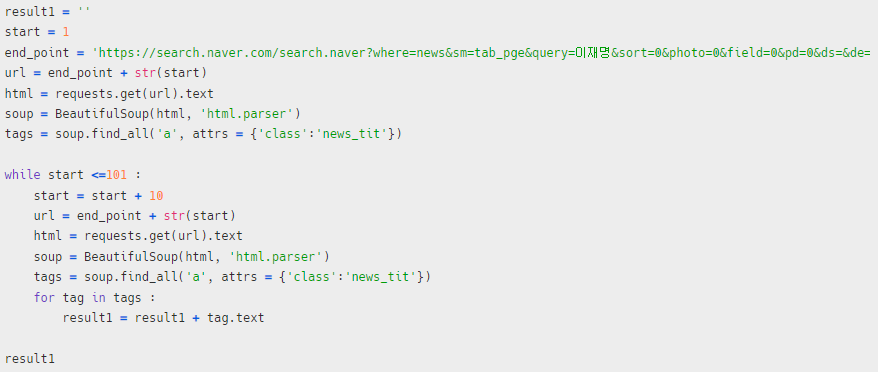 result1 = ''
start = 1
end_point = 'https://search.naver.com/search.naver?where=news&sm=tab_pge&query=이재명&sort=0&photo=0&field=0&pd=0&ds=&de=
url = end_point + str(start)
html = requests.get(url).text
soup = BeautifulSoup(html, 'html.parser')
tags = soup.find_all('a', attrs = {'class':'news_tit'})
while start <=101 :
    start = start + 10
    url = end_point + str(start)
    html = requests.get(url).text
    soup = BeautifulSoup(html, 'html.parser')
    tags = soup.find_all('a', attrs = {'class':'news_tit'})
    for tag in tags :
        result1 = result1 + tag.text
result1